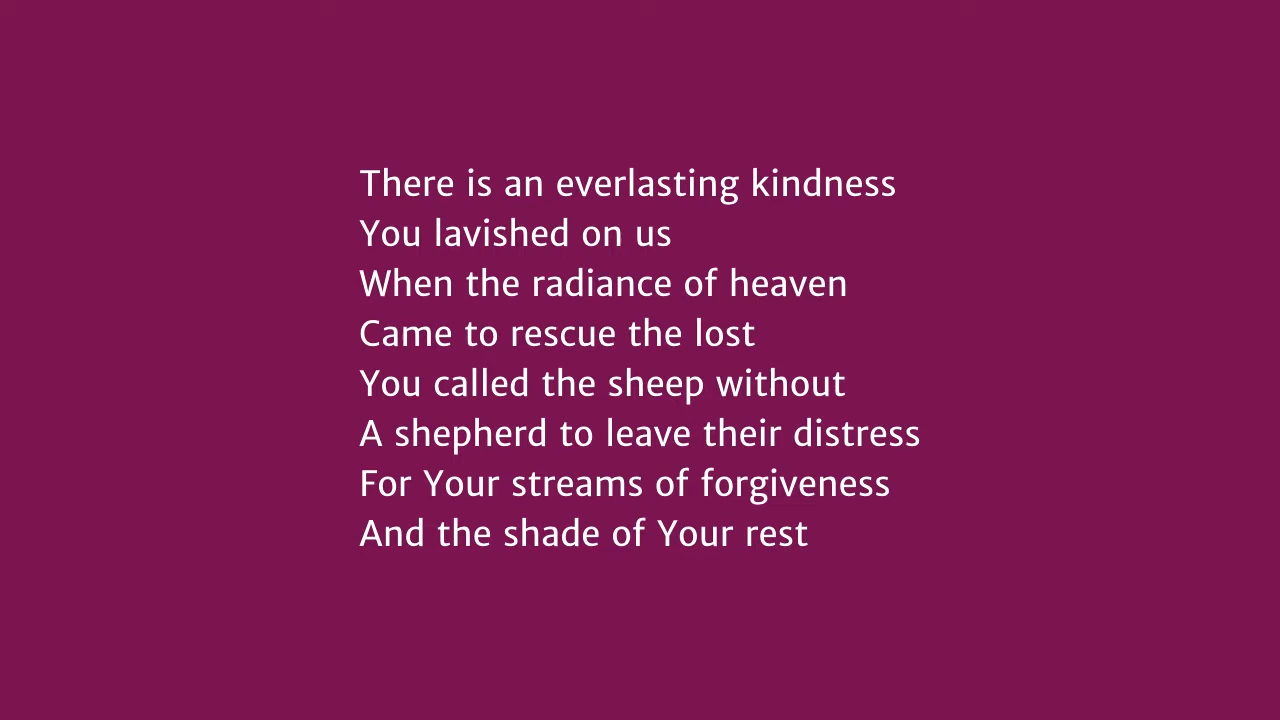 There is an everlasting kindness
You lavished on us
When the radiance of heaven
Came to rescue the lost
You called the sheep without
A shepherd to leave their distress
For Your streams of forgiveness
And the shade of Your rest